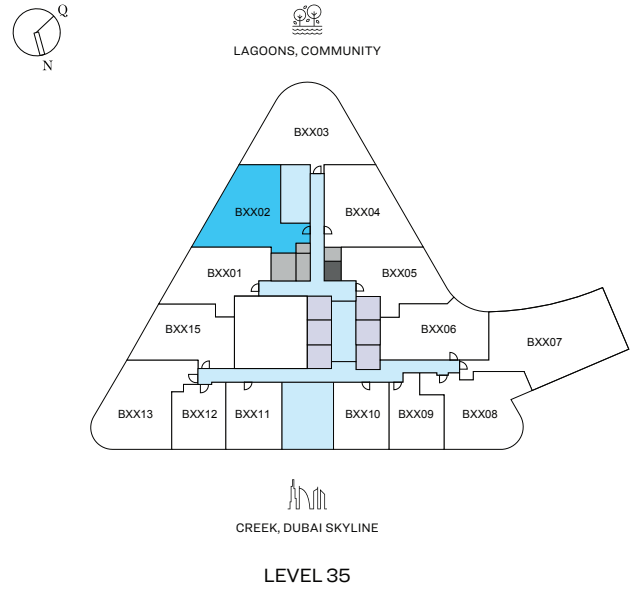 Q
N
LAGOONS, COMMUNITY
BXX03
BXX02
BXX04
BXX01
BXX05
BXX15
BXX06
BXX07
BXX13
BXX12
BXX11
BXX10
BXX09
BXX08
CREEK, DUBAI SKYLINE
LEVEL 35